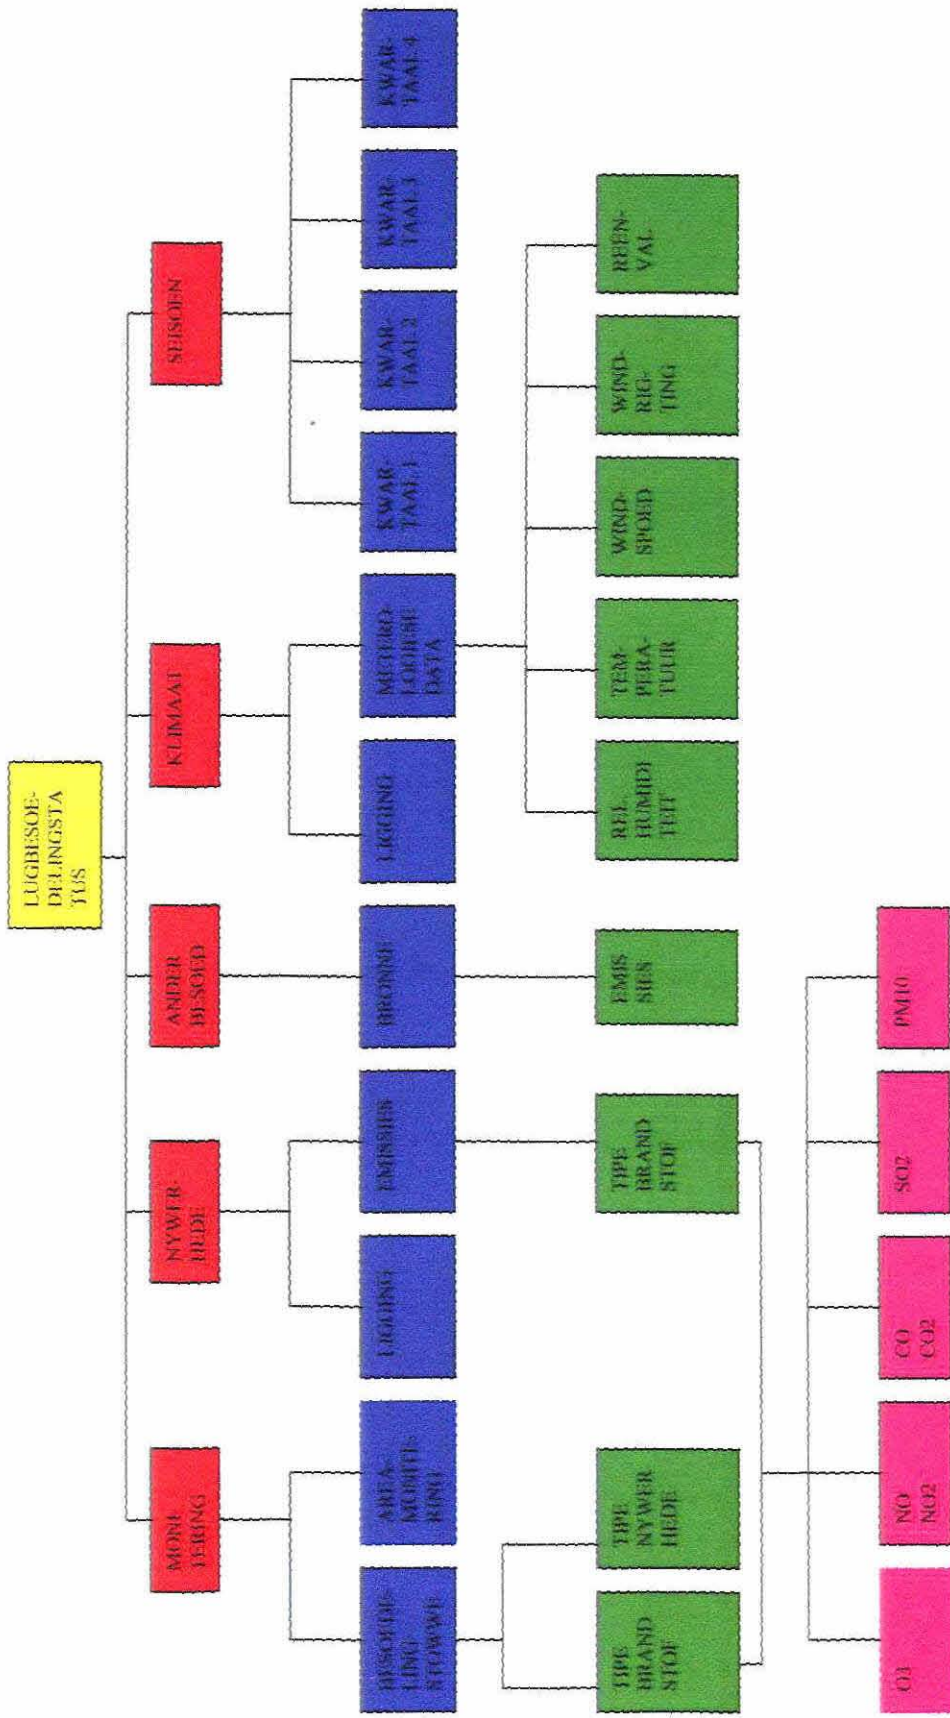 LUGBESOE-
DELINGSTA
TUS
MONI
TERING
NYWER-
HEDE
ANDER
BESOED
KLIMAAT
SEISOEN
BESOEDE-
LING
STOWWE
AREA-
MONITE-
RING
LIGGING
EMISSIES
BRONNE
LIGGING
METERO-
LOGIESE
DATA
KWAR-
TAAL 1
KWAR-
TAAL 2
KWAR-
TAAL 3
KWAR-
TAAL 4
TIPE
BRAND
STOF
TIPE
NYWER
HEDE
TIPE
BRAND
STOF
EMIS
SIES
REL
HUMIDI
TEIT
TEM-
PERA-
TUUR
WIND-
SPOED
WIND-
RIG-
TING
REEN-
VAL
O3
NO
NO2
CO
CO2
SO2
PM10